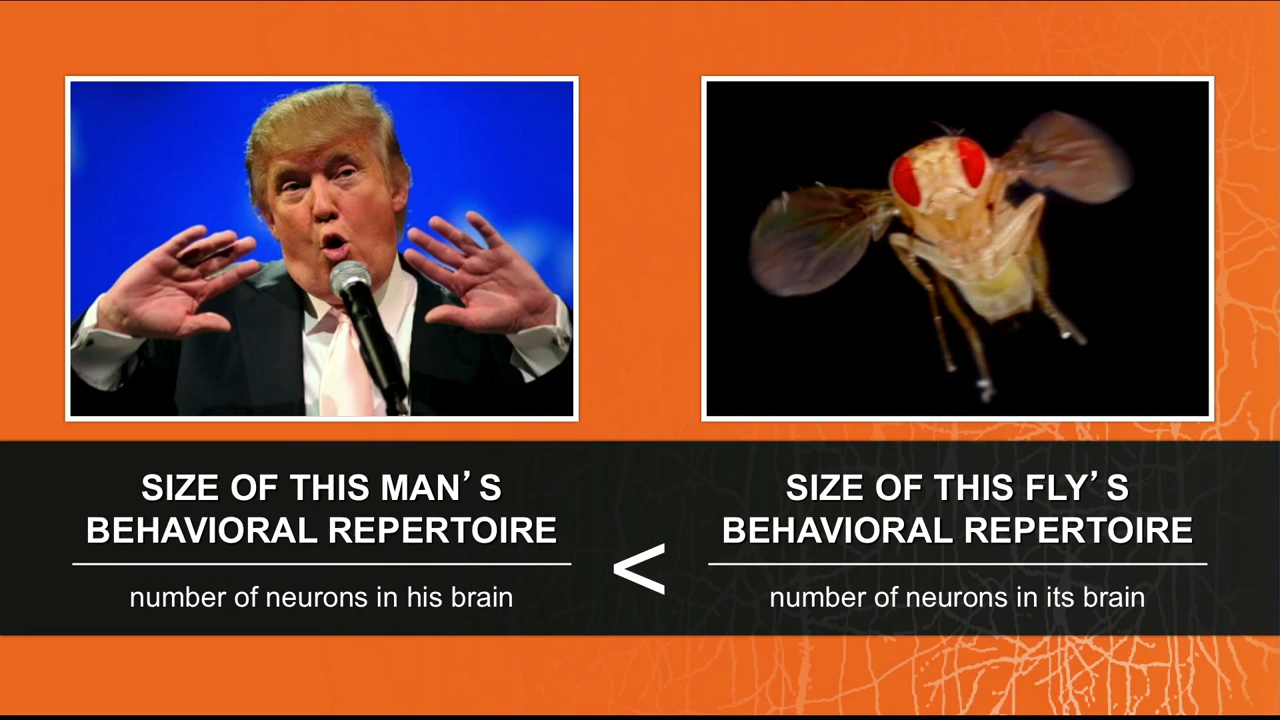 SIZE OF THIS MAN’S
BEHAVIORAL REPERTOIRE
number of neurons in his brain
<
SIZE OF THIS FLY’S
BEHAVIORAL REPERTOIRE
number of neurons in its brain